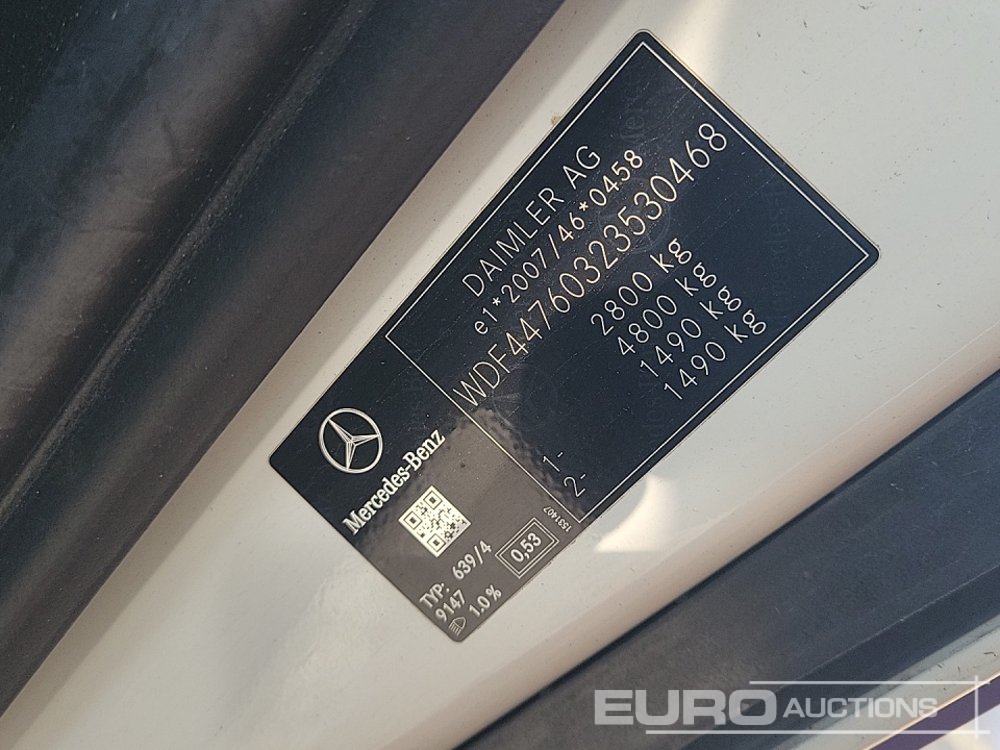 DAIMLER AG
e1*2007/46*0458
WDF44760323530468
2800 kg
4800 kg
1- 1490 kg
2- 1490 kg
Mercedes-Benz
TYP: 639/4
9147
1.0%
0,53
1531407
EURO AUCTIONS